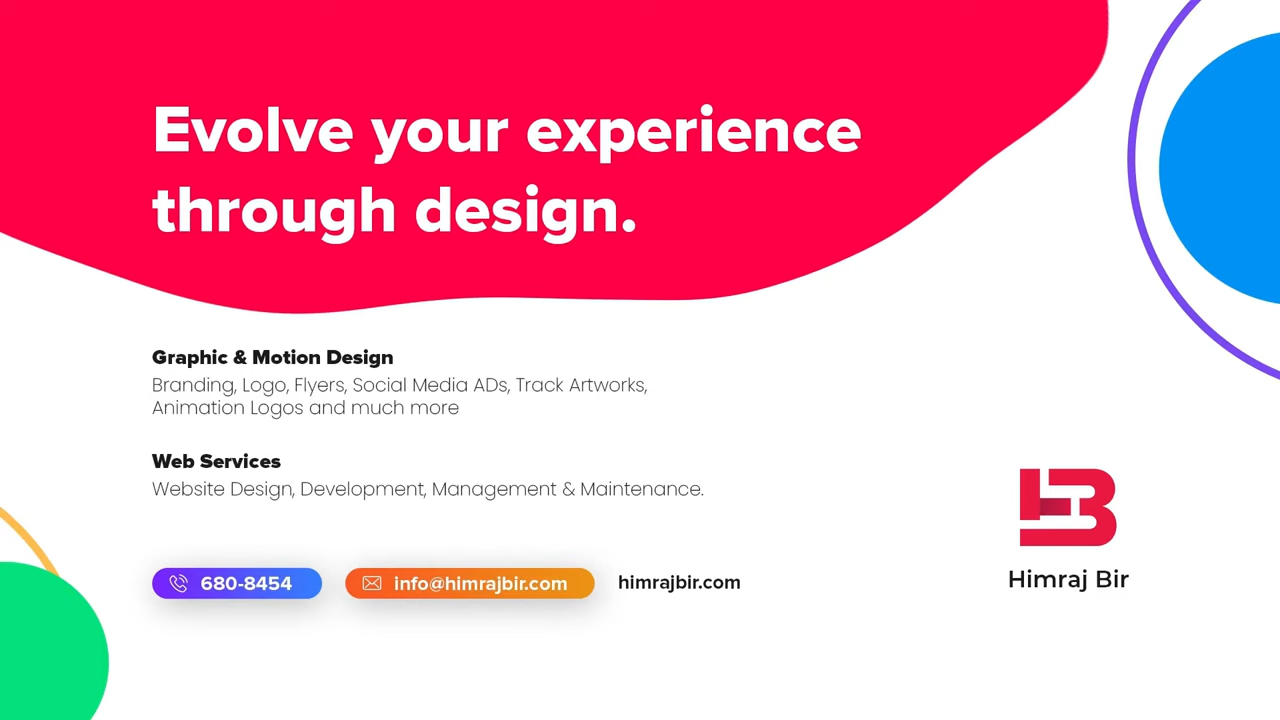 Evolve your experience
through design.
Graphic & Motion Design
Branding, Logo, Flyers, Social Media ADs, Track Artworks,
Animation Logos and much more
Web Services
Website Design, Development, Management & Maintenance.
680-8454
info@himrajbir.com
himrajbir.com
Himraj Bir